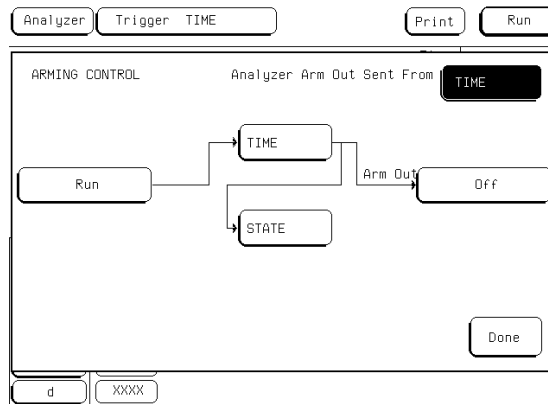 Analyzer Trigger TIME Print Run
ARMING CONTROL Analyzer Arm Out Sent From TIME
TIME
Run Arm Out Off
STATE
Done
d XXXX